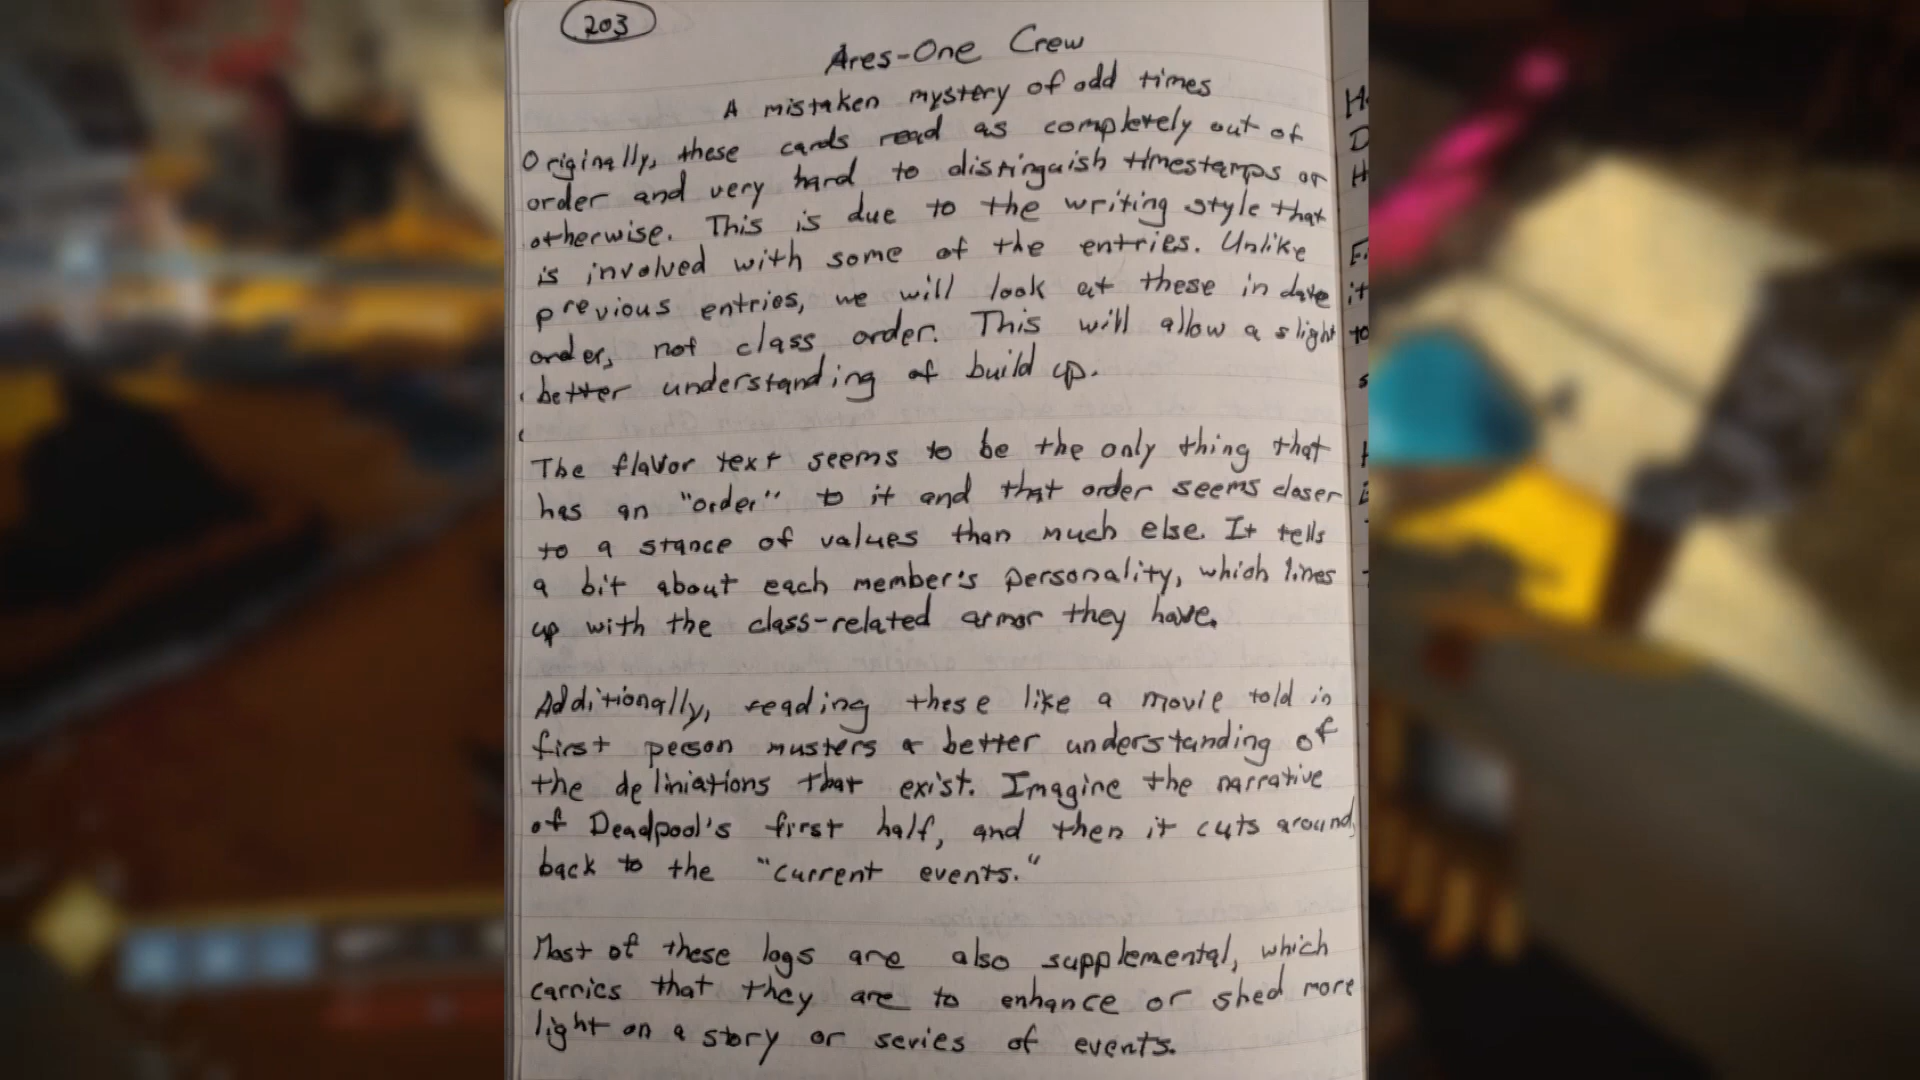 203
Ares-One Crew
A mistaken mystery of odd times
Originally, these cards read as completely out of
order and very hard to distinguish timestamps or
otherwise. This is due to the writing style that
is involved with some of the entries. Unlike
previous entries, we will look at these in date
order, not class order. This will allow a slight
better understanding of build up.
The flavor text seems to be the only thing that
has an "order" to it and that order seems closer
to a stance of values than much else. It tells
a bit about each member's personality, which lines
up with the class-related armor they have.
Additionally, reading these like a movie told in
first person musters a better understanding of
the deliniations that exist. Imagine the narrative
of Deadpool's first half, and then it cuts around
back to the "current events."
Most of these logs are also supplemental, which
carries that they are to enhance or shed more
light on a story or series of events.